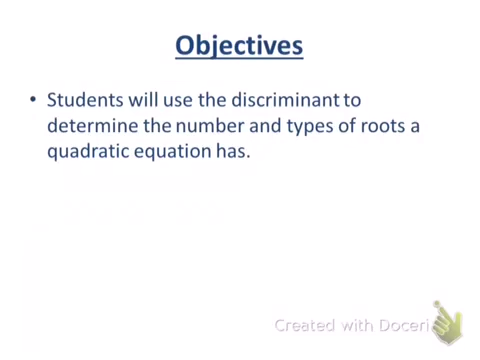 Objectives
• Students will use the discriminant to
determine the number and types of roots a
quadratic equation has.
Created with Doceri